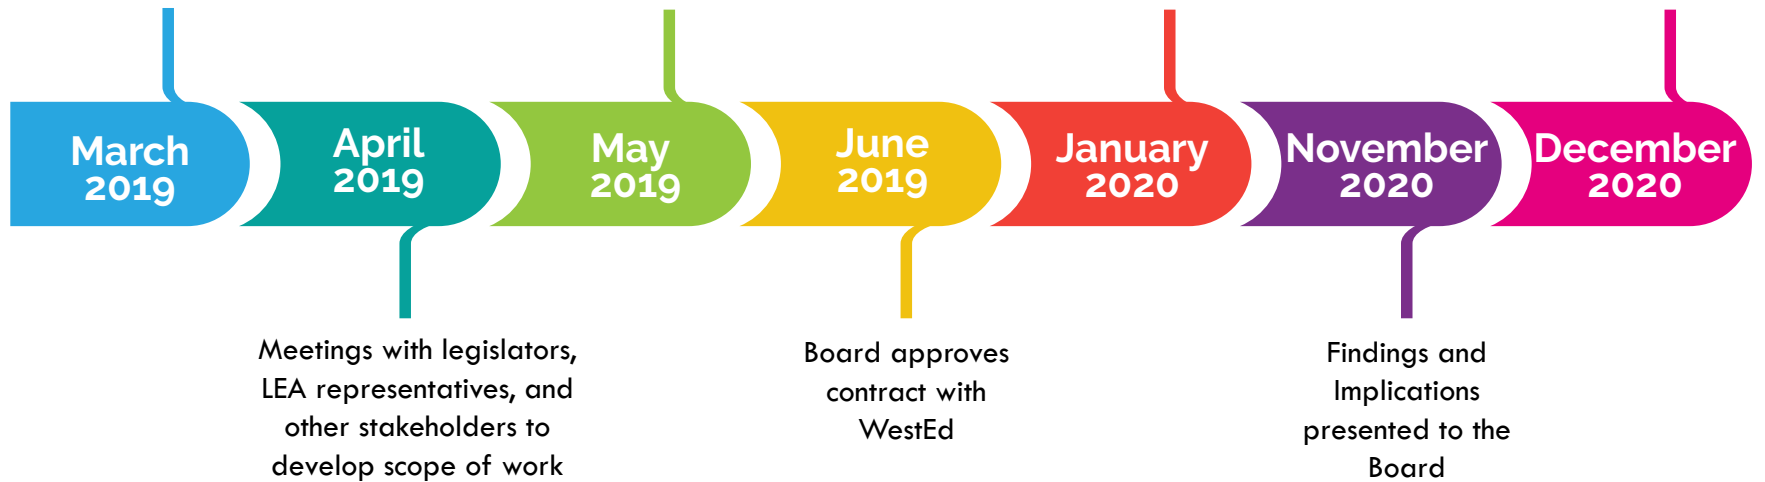 March
2019
April
2019
May
2019
June
2019
January
2020
November
2020
December
2020
Meetings with legislators,
LEA representatives, and
other stakeholders to
develop scope of work
Board approves
contract with
WestEd
Findings and
Implications
presented to the
Board